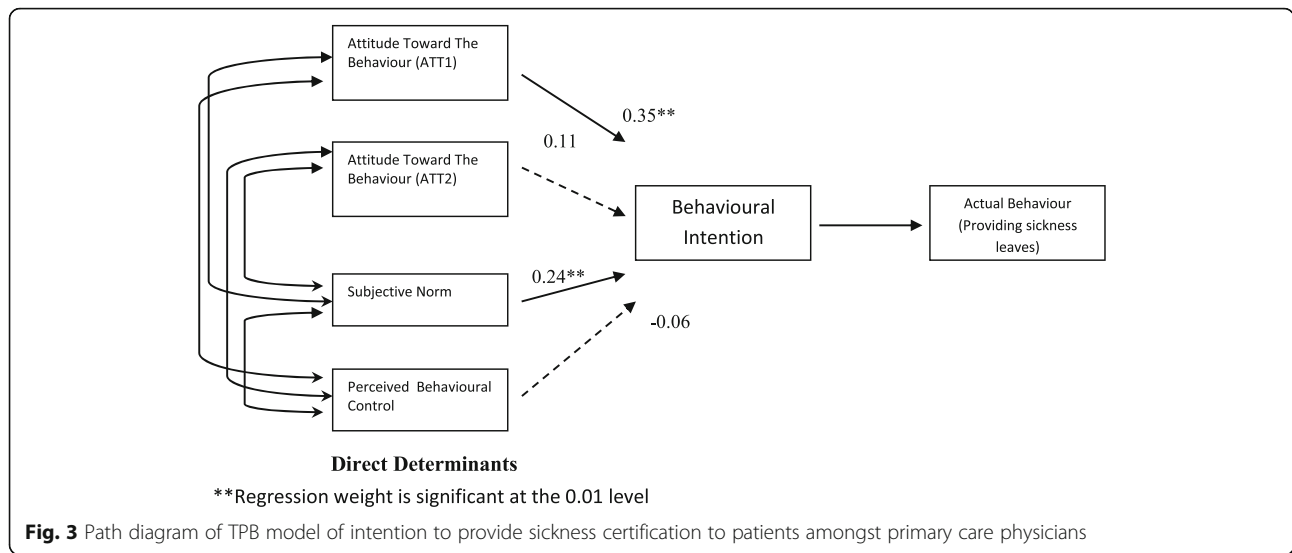 Attitude Toward The
Behaviour (ATT1)
0.35**
0.11
Attitude Toward The
Behaviour (ATT2)
Behavioural
Intention
Actual Behaviour
(Providing sickness
leaves)
0.24**
Subjective Norm
-0.06
Perceived Behavioural
Control
Direct Determinants
**Regression weight is significant at the 0.01 level
Fig. 3 Path diagram of TPB model of intention to provide sickness certification to patients amongst primary care physicians